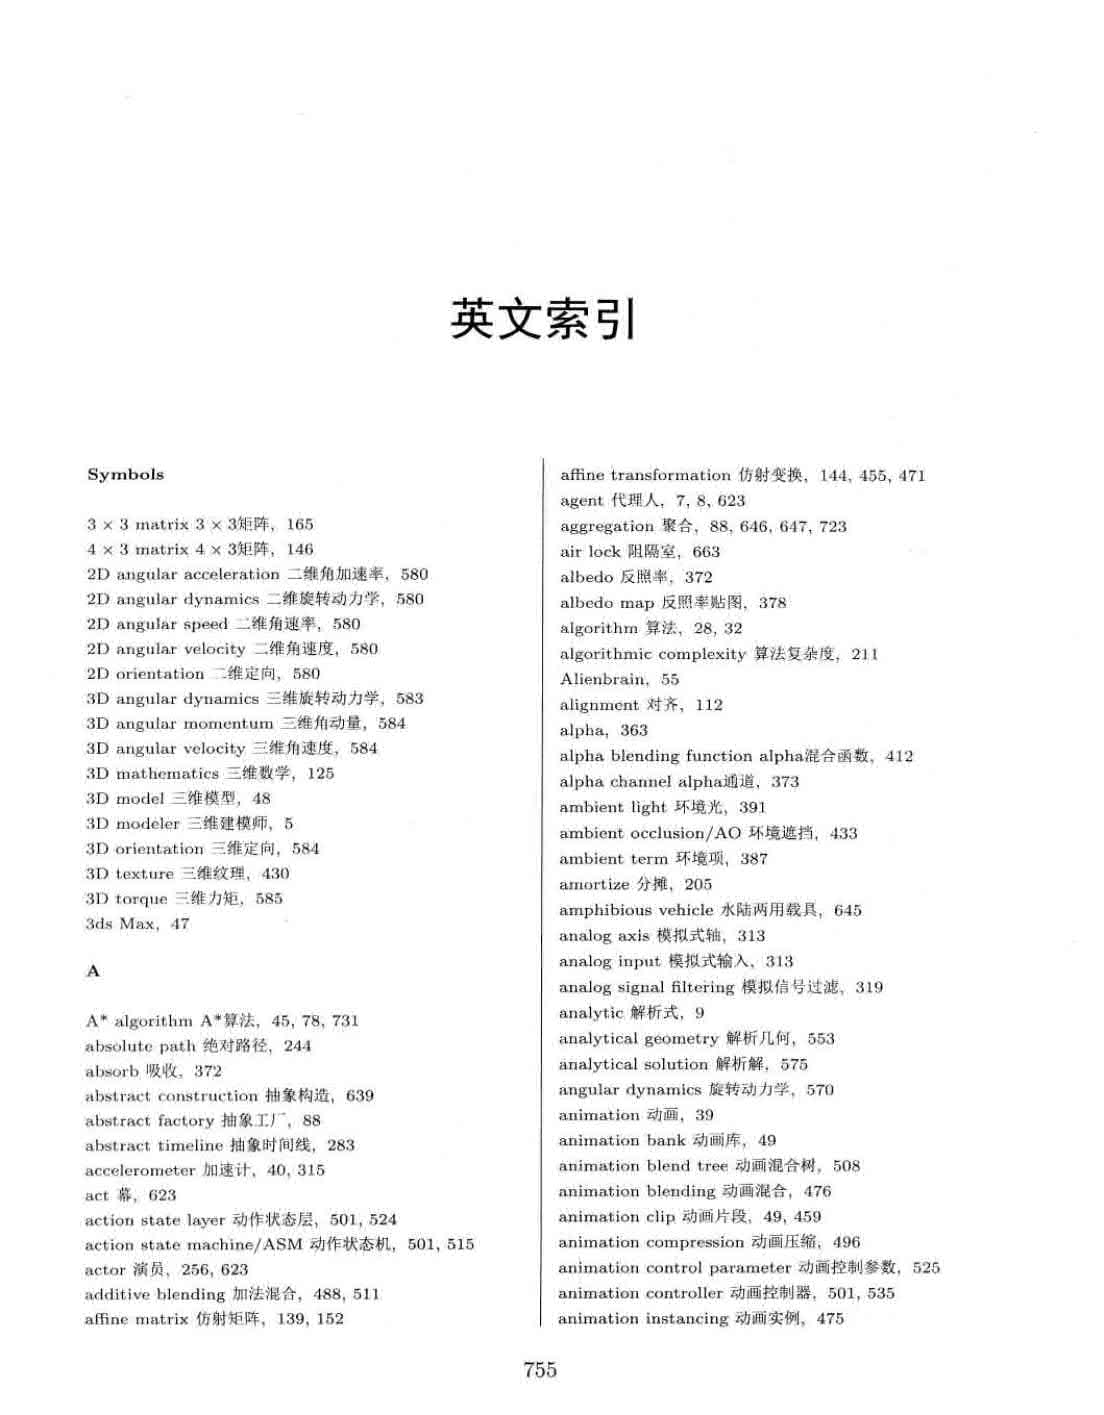 英文索引
Symbols
3 × 3 matrix 3 × 3矩阵，165
4 × 3 matrix 4 × 3矩阵，146
2D angular acceleration 二维角加速率，580
2D angular dynamics 二维旋转动力学，580
2D angular speed 二维角速率，580
2D angular velocity 二维角速度，580
2D orientation 二维定向，580
3D angular dynamics 三维旋转动力学，583
3D angular momentum 三维角动量，584
3D angular velocity 三维角速度，584
3D mathematics 三维数学，125
3D model 三维模型，48
3D modeler 三维建模师，5
3D orientation 三维定向，584
3D texture 三维纹理，430
3D torque 三维力矩，585
3ds Max，47
A
A* algorithm A*算法，45, 78, 731
absolute path 绝对路径，244
absorb 吸收，372
abstract construction 抽象构造，639
abstract factory 抽象工厂，88
abstract timeline 抽象时间线，283
accelerometer 加速计，40, 315
act 幕，623
action state layer 动作状态层，501, 524
action state machine/ASM 动作状态机，501, 515
actor 演员，256, 623
additive blending 加法混合，488, 511
affine matrix 仿射矩阵，139, 152
affine transformation 仿射变换，144, 455, 471
agent 代理人，7, 8, 623
aggregation 聚合，88, 646, 647, 723
air lock 阻隔室，663
albedo 反照率，372
albedo map 反照率贴图，378
algorithm 算法，28, 32
algorithmic complexity 算法复杂度，211
Alienbrain，55
alignment 对齐，112
alpha，363
alpha blending function alpha混合函数，412
alpha channel alpha通道，373
ambient light 环境光，391
ambient occlusion/AO 环境遮挡，433
ambient term 环境项，387
amortize 分摊，205
amphibious vehicle 水陆两用载具，645
analog axis 模拟式轴，313
analog input 模拟式输入，313
analog signal filtering 模拟信号过滤，319
analytic 解析式，9
analytical geometry 解析几何，553
analytical solution 解析解，575
angular dynamics 旋转动力学，570
animation 动画，39
animation bank 动画库，49
animation blend tree 动画混合树，508
animation blending 动画混合，476
animation clip 动画片段，49, 459
animation compression 动画压缩，496
animation control parameter 动画控制参数，525
animation controller 动画控制器，501, 535
animation instancing 动画实例，475
755